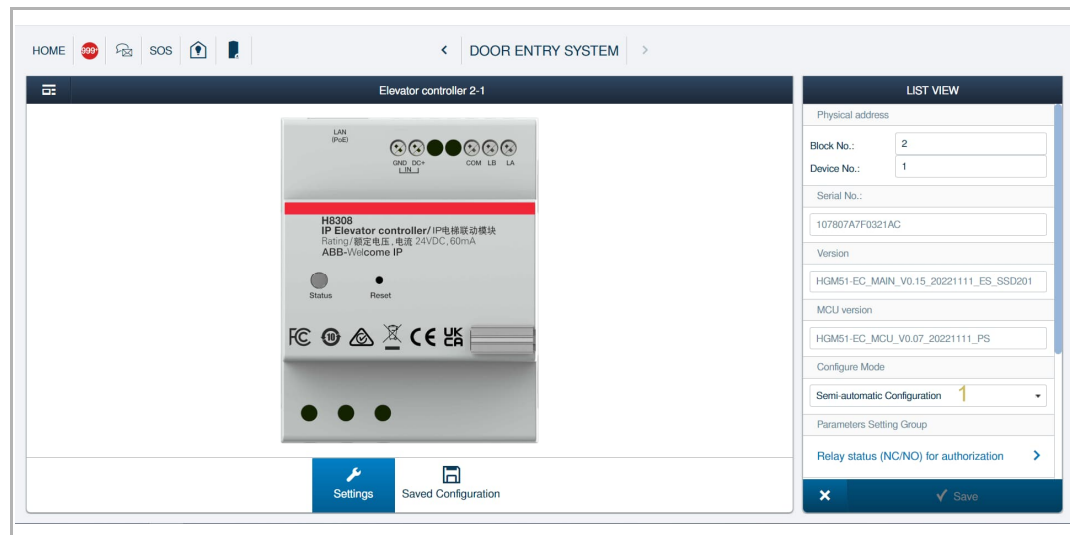 HOME 999+ SOS < DOOR ENTRY SYSTEM >
Elevator controller 2-1
LAN
(PoE)
GND DC+ COM LB LA
IN
H8308
IP Elevator controller/IP电梯联动模块
Rating/额定电压,电流 24VDC,60mA
ABB-Welcome IP
Status Reset
FC 10 CE UK
CA
Settings Saved Configuration
LIST VIEW
Physical address
Block No.: 2
Device No.: 1
Serial No.:
107807A7F0321AC
Version
HGM51-EC_MAIN_V0.15_20221111_ES_SSD201
MCU version
HGM51-EC_MCU_V0.07_20221111_PS
Configure Mode
Semi-automatic Configuration 1
Parameters Setting Group
Relay status (NC/NO) for authorization >
Save